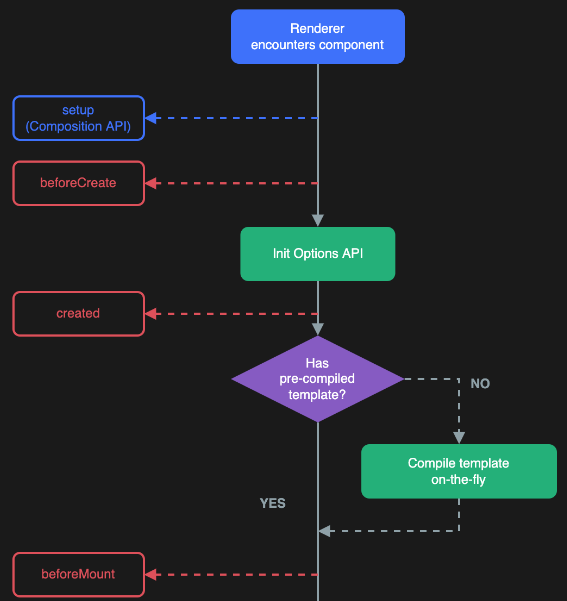 Renderer
encounters component
setup
(Composition API)
beforeCreate
Init Options API
created
Has
pre-compiled
template?
NO
Compile template
on-the-fly
YES
beforeMount